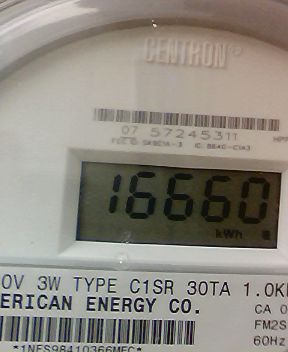 CENTRON®
07 57245311
16660
kWh
0V 3W TYPE C1SR 30TA 1.0K
ERICAN ENERGY CO. CA 0
FM2S
60Hz